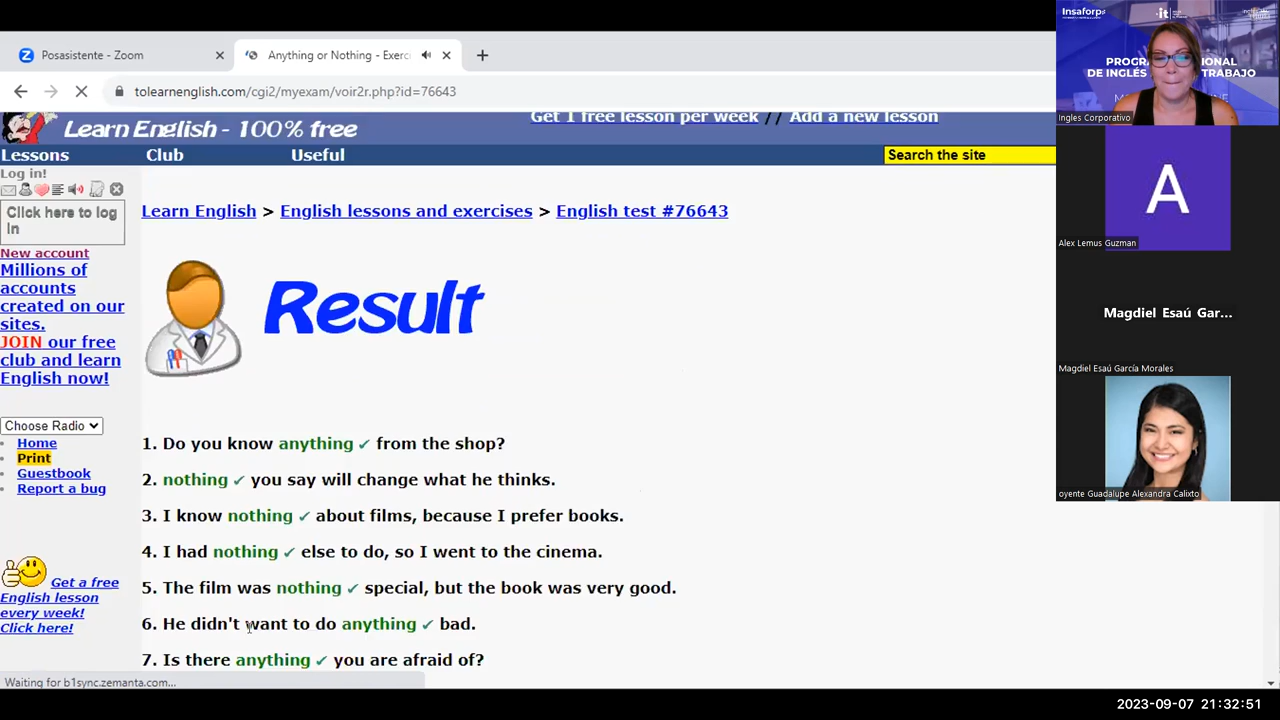 Posasistente - Zoom
Anything or Nothing - Exerc
tolearnenglish.com/cgi2/myexam/voir2r.php?id=76643
Learn English - 100% free
Get 1 free lesson per week // Add a new lesson
Lessons
Club
Useful
Search the site
Log in!
Click here to log in
New account
Millions of
accounts
created on our
sites.
JOIN our free
club and learn
English now!
Choose Radio
Home
Print
Guestbook
Report a bug
Get a free
English lesson
every week!
Click here!
Learn English > English lessons and exercises > English test #76643
Result
1. Do you know anything ✔ from the shop?
2. nothing ✔ you say will change what he thinks.
3. I know nothing ✔ about films, because I prefer books.
4. I had nothing ✔ else to do, so I went to the cinema.
5. The film was nothing ✔ special, but the book was very good.
6. He didn't want to do anything ✔ bad.
7. Is there anything ✔ you are afraid of?
Waiting for b1sync.zemanta.com...
Insaforp
it
PROGR
IONAL
DE INGLÉS
TRABAJO
Ingles Corporativo
A
Alex Lemus Guzman
Magdiel Esaú Gar...
Magdiel Esaú García Morales
oyente Guadalupe Alexandra Calixto
2023-09-07 21:32:51